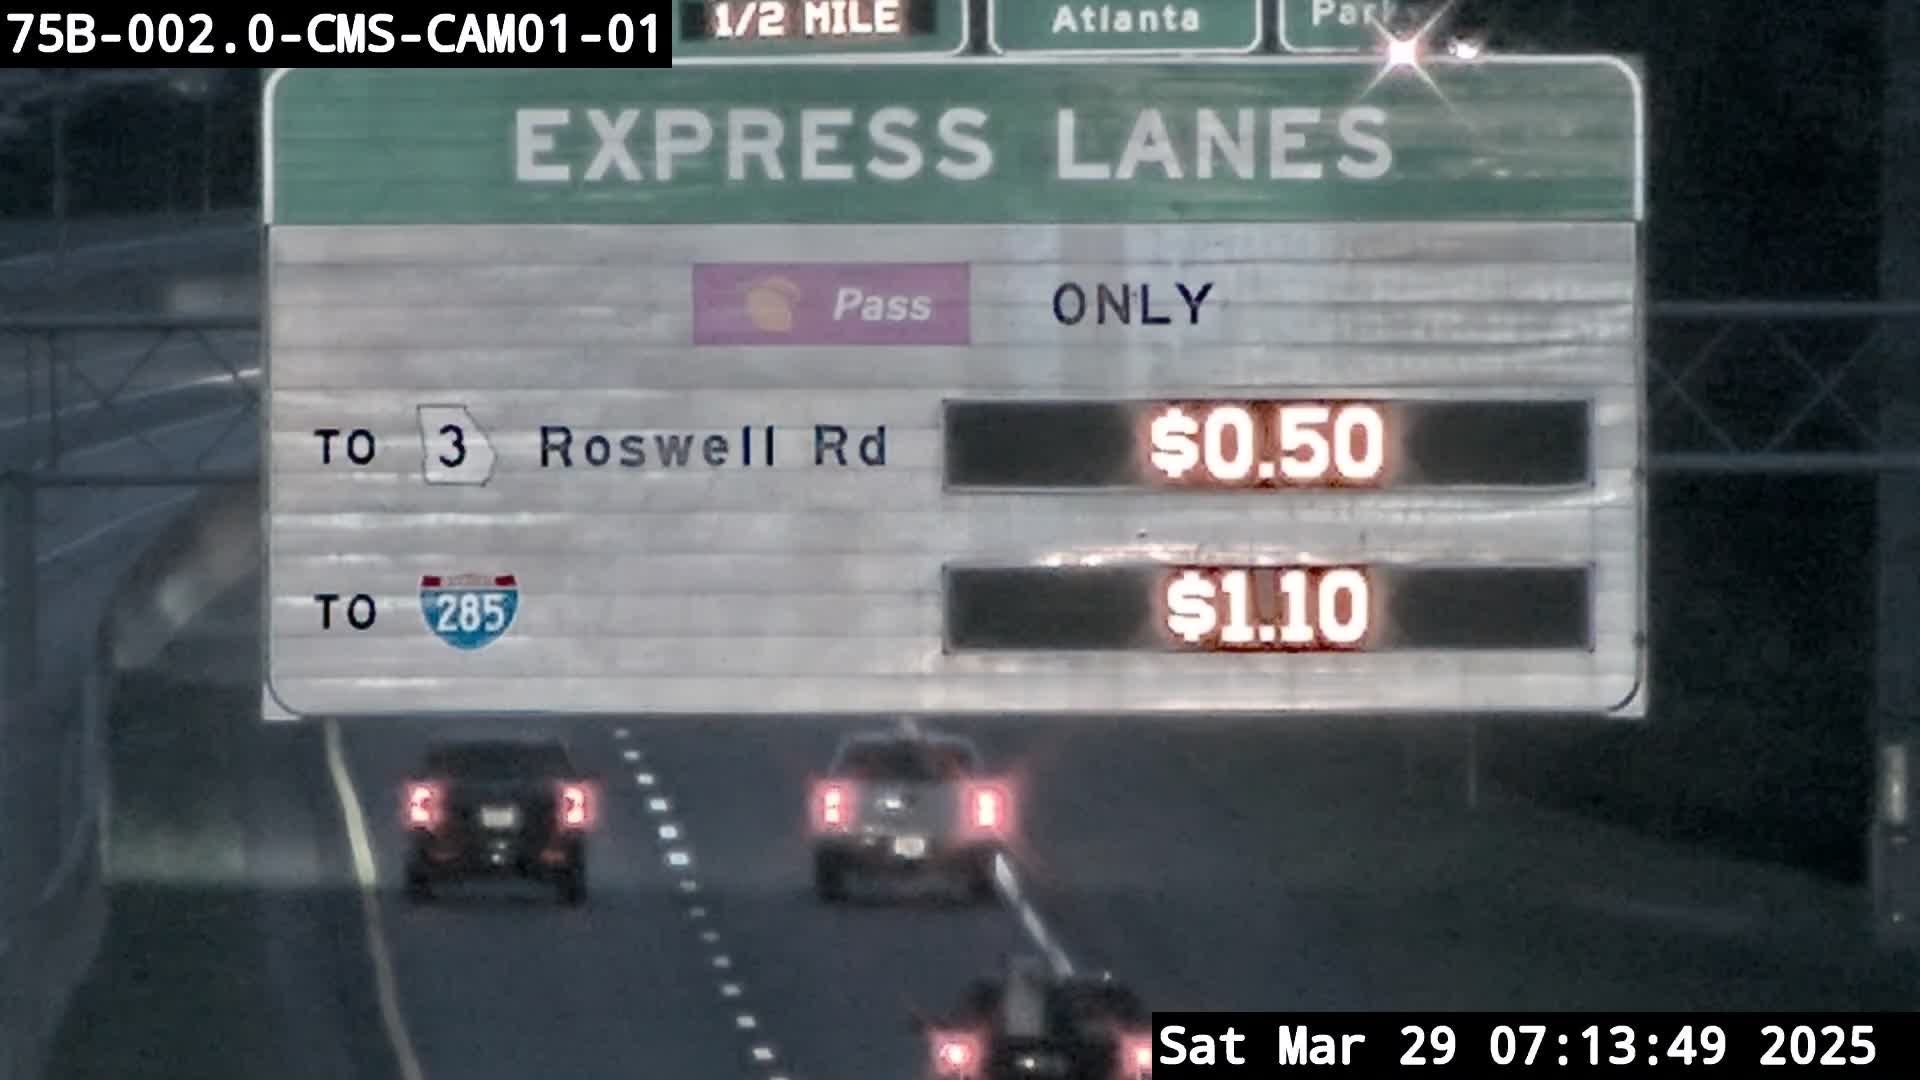 75B-002.0-CMS-CAM01-01
1/2 MILE
Atlanta
EXPRESS LANES
Pass ONLY
TO 3 Roswell Rd $0.50
TO 285 $1.10
Sat Mar 29 07:13:49 2025